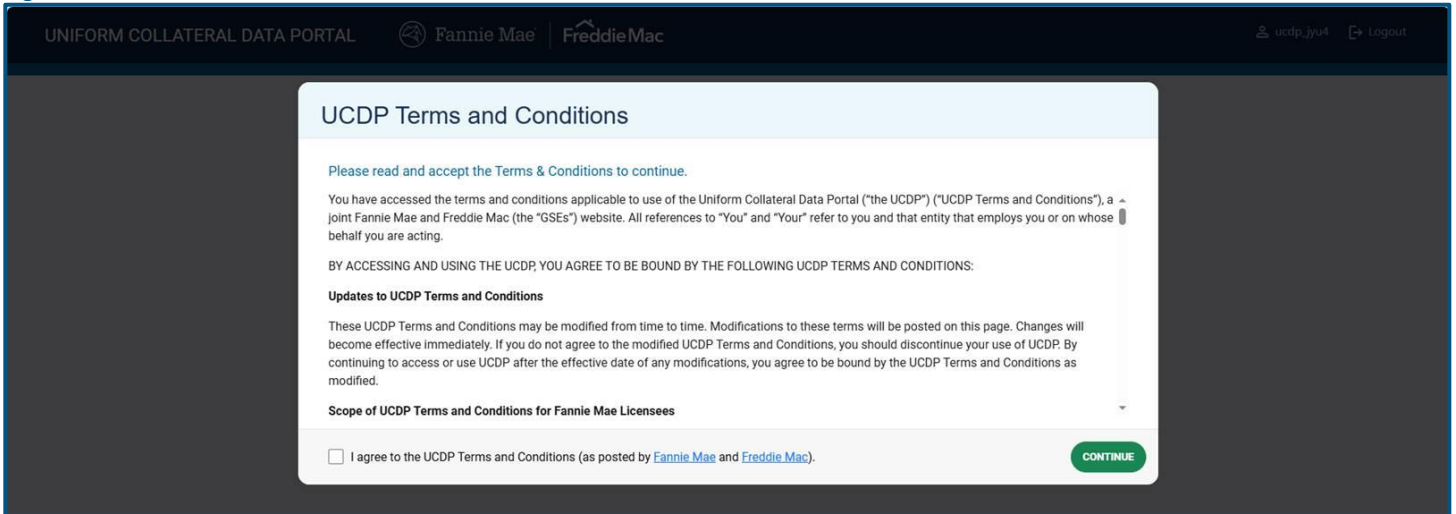 UNIFORM COLLATERAL DATA PORTAL Fannie Mae FreddieMac ucdp_jyu4 Logout
UCDP Terms and Conditions
Please read and accept the Terms & Conditions to continue.
You have accessed the terms and conditions applicable to use of the Uniform Collateral Data Portal ("the UCDP") ("UCDP Terms and Conditions"), a
joint Fannie Mae and Freddie Mac (the "GSEs") website. All references to "You" and "Your" refer to you and that entity that employs you or on whose
behalf you are acting.
BY ACCESSING AND USING THE UCDP, YOU AGREE TO BE BOUND BY THE FOLLOWING UCDP TERMS AND CONDITIONS:
Updates to UCDP Terms and Conditions
These UCDP Terms and Conditions may be modified from time to time. Modifications to these terms will be posted on this page. Changes will
become effective immediately. If you do not agree to the modified UCDP Terms and Conditions, you should discontinue your use of UCDP. By
continuing to access or use UCDP after the effective date of any modifications, you agree to be bound by the UCDP Terms and Conditions as
modified.
Scope of UCDP Terms and Conditions for Fannie Mae Licensees
I agree to the UCDP Terms and Conditions (as posted by Fannie Mae and Freddie Mac).
CONTINUE